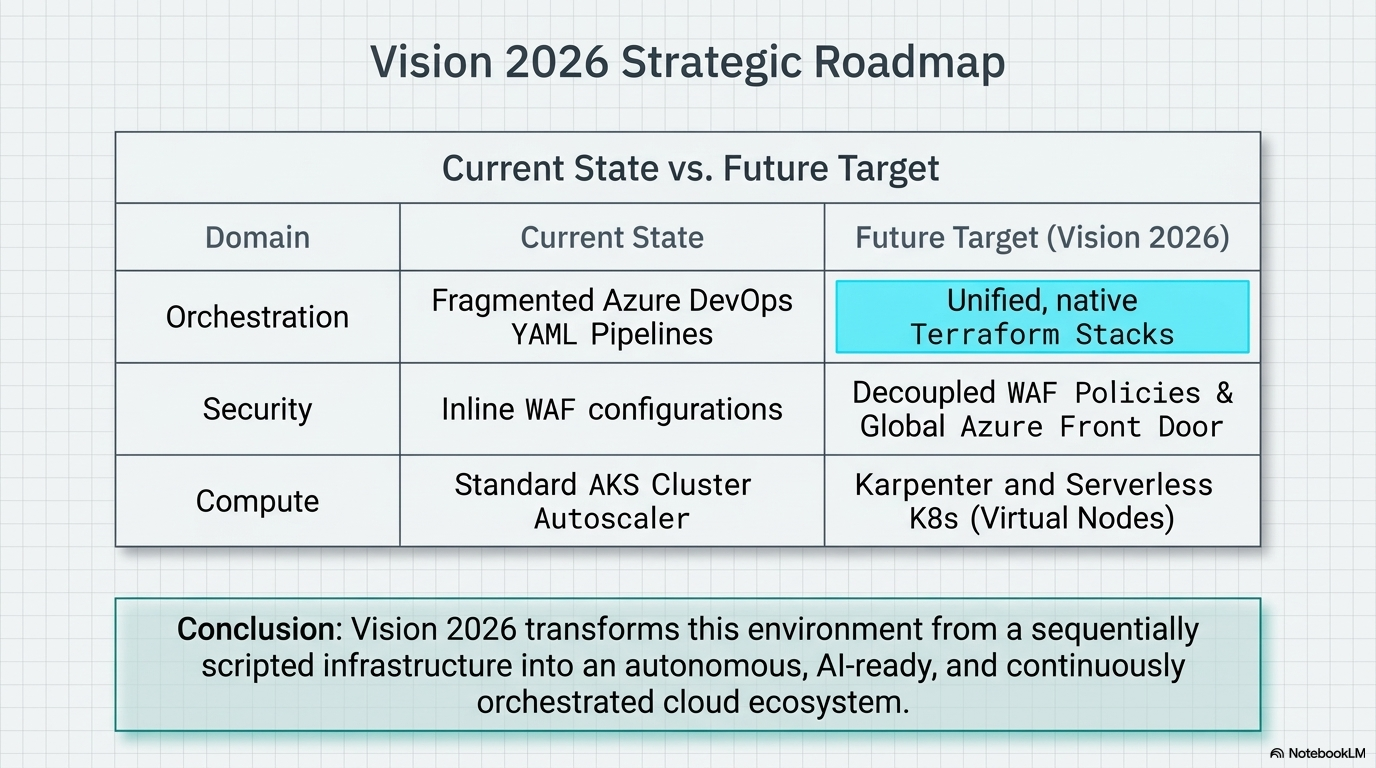 Vision 2026 Strategic Roadmap
Current State vs. Future Target
Domain
Current State
Future Target (Vision 2026)
Orchestration
Fragmented Azure DevOps
YAML Pipelines
Unified, native
Terraform Stacks
Security
Inline WAF configurations
Decoupled WAF Policies &
Global Azure Front Door
Compute
Standard AKS Cluster
Autoscaler
Karpenter and Serverless
K8s (Virtual Nodes)
Conclusion: Vision 2026 transforms this environment from a sequentially
scripted infrastructure into an autonomous, AI-ready, and continuously
orchestrated cloud ecosystem.
NotebookLM